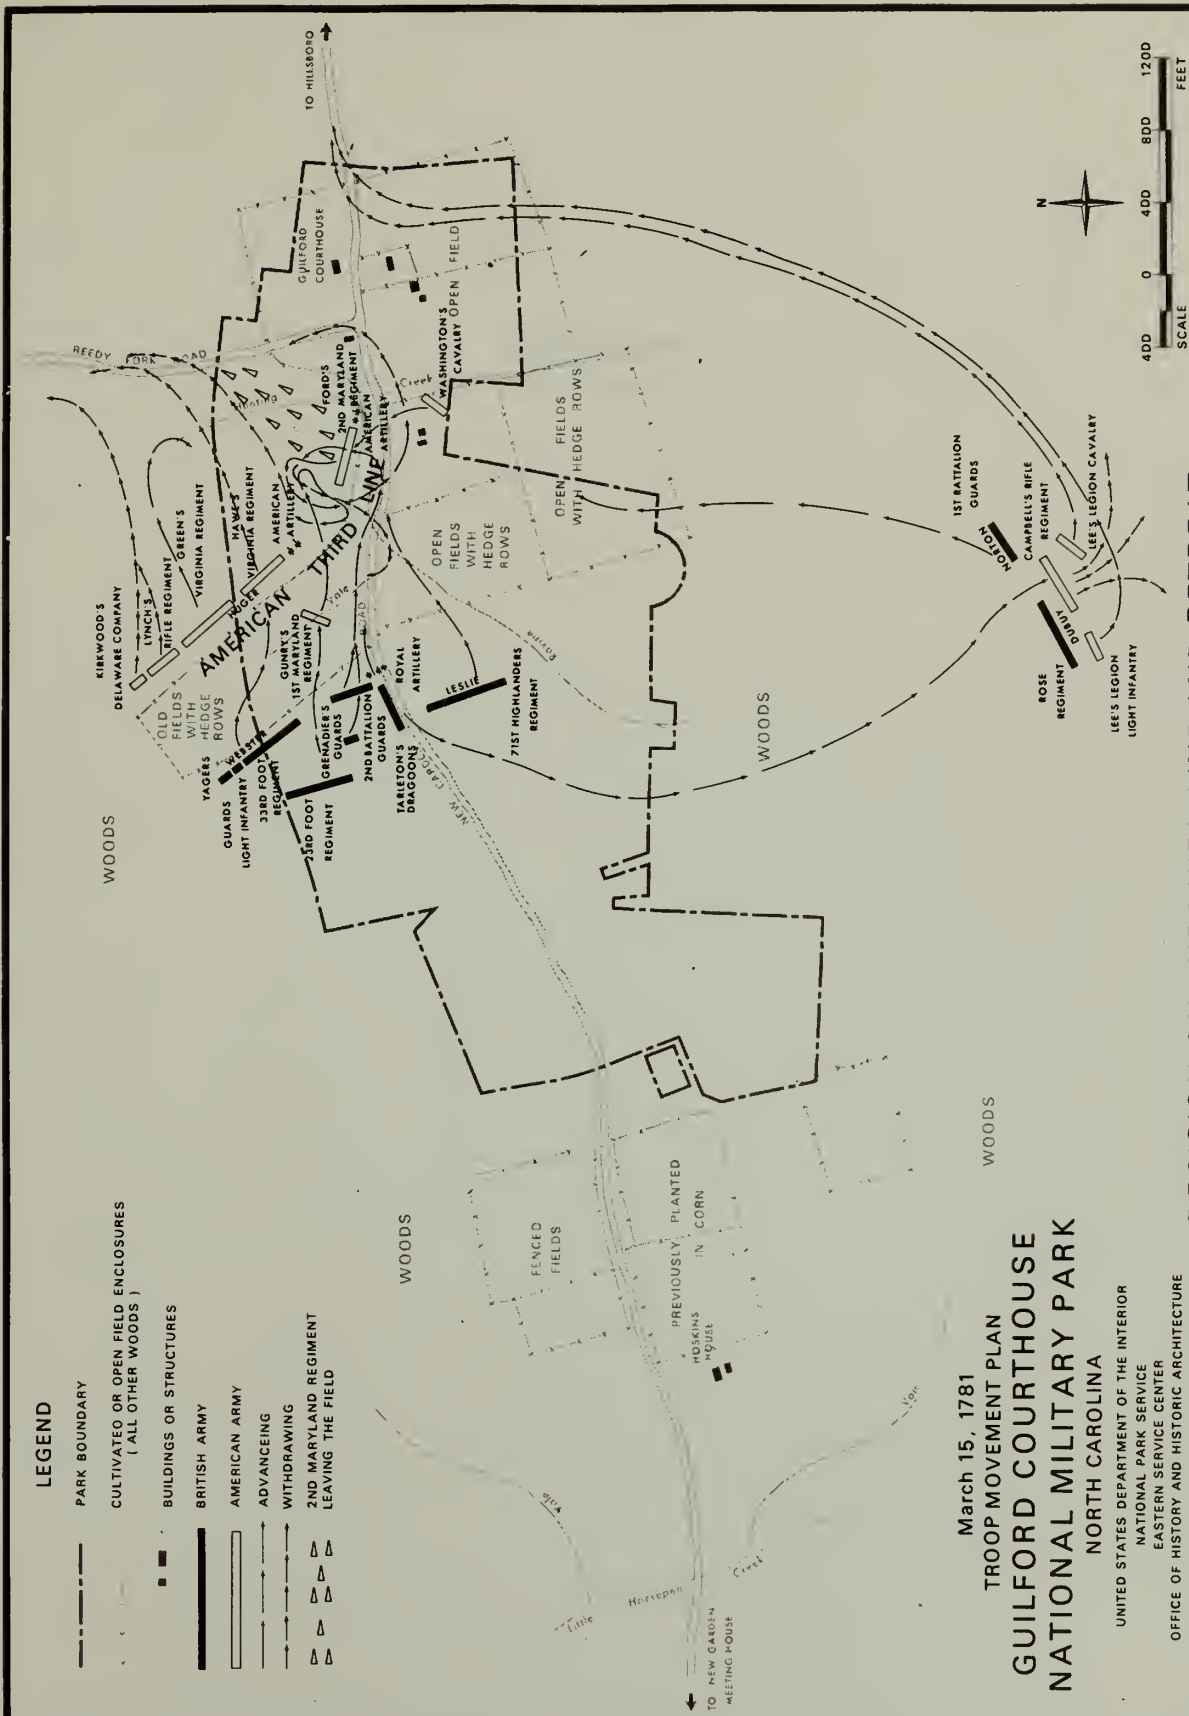 LEGEND
PARK BOUNDARY
CULTIVATED OR OPEN FIELD ENCLOSURES
( ALL OTHER WOODS )
BUILDINGS OR STRUCTURES
BRITISH ARMY
AMERICAN ARMY
ADVANCEING
WITHDRAWING
2ND MARYLAND REGIMENT
LEAVING THE FIELD
WOODS
WOODS
WOODS
WOODS
FENCED
FIELDS
PREVIOUSLY PLANTED
IN CORN
HOSKINS
HOUSE
Little
Horsepen
Creek
Vale
TO NEW GARDEN
MEETING HOUSE
KIRKWOOD'S
DELAWARE COMPANY
LYNCH'S
RIFLE REGIMENT
GREEN'S
VIRGINIA REGIMENT
HAWE'S
VIRGINIA REGIMENT
HUGER
AMERICAN
ARTILLERY
AMERICAN THIRD LINE
OLD
FIELDS
WITH
HEDGE
ROWS
YAGERS
WEBSTER
GUARDS
LIGHT INFANTRY
33RD FOOT
REGIMENT
23RD FOOT
REGIMENT
GUNRY'S
1ST MARYLAND
REGIMENT
Vale
GRENADIER'S
GUARDS
2ND BATTALION
GUARDS
TARLETON'S
DRAGOONS
ROYAL
ARTILLERY
LESLIE
71ST HIGHLANDERS
REGIMENT
ROAD
Ravine
REEDY FORK ROAD
Hunting
Creek
FORD'S
2ND MARYLAND
REGIMENT
AMERICAN
ARTILLERY
WASHINGTON'S
CAVALRY
OPEN FIELD
GUILFORD
COURTHOUSE
TO HILLSBORO
OPEN
FIELDS
WITH
HEDGE
ROWS
OPEN FIELDS
WITH HEDGE ROWS
1ST BATTALION
GUARDS
NORTON
CAMPBELL'S RIFLE
REGIMENT
LEE'S LEGION CAVALRY
ROSE
REGIMENT
DUBUY
LEE'S LEGION
LIGHT INFANTRY
N
400 0 400 800 1200
SCALE FEET
March 15, 1781
TROOP MOVEMENT PLAN
GUILFORD COURTHOUSE
NATIONAL MILITARY PARK
NORTH CAROLINA
UNITED STATES DEPARTMENT OF THE INTERIOR
NATIONAL PARK SERVICE
EASTERN SERVICE CENTER
OFFICE OF HISTORY AND HISTORIC ARCHITECTURE